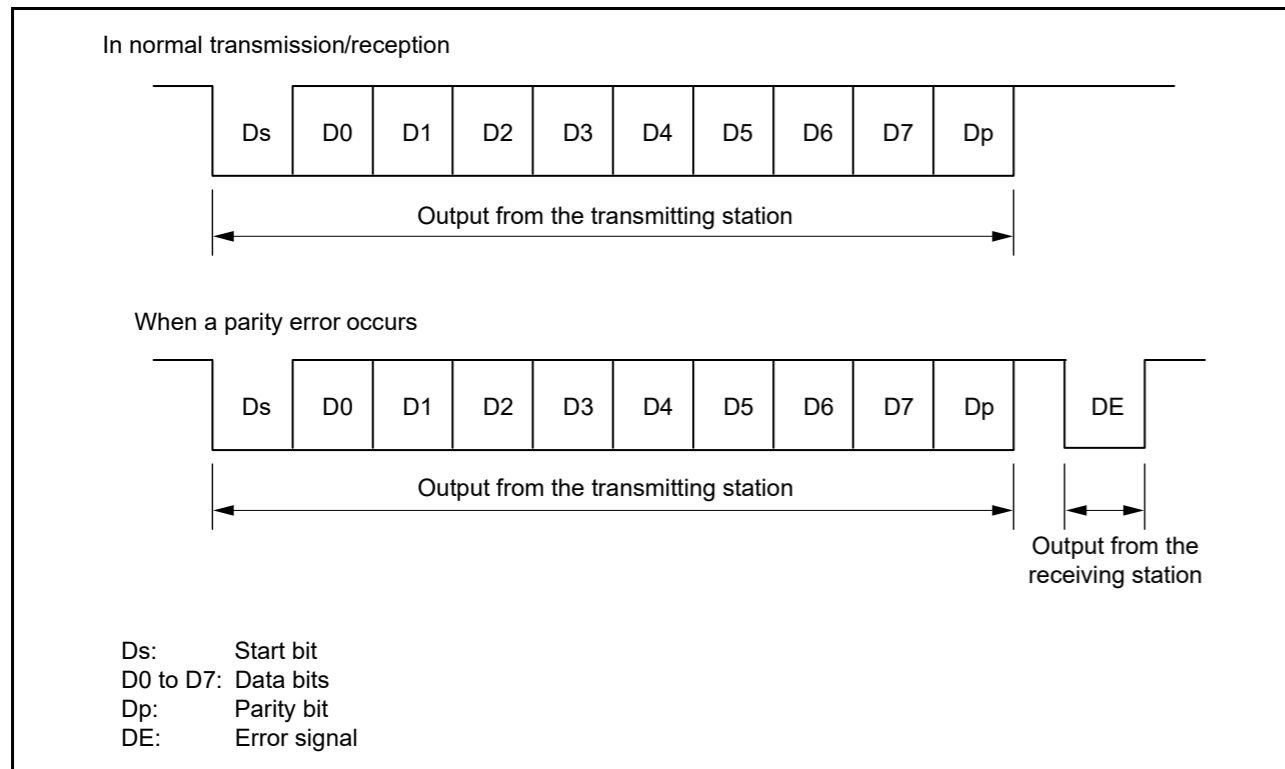 In normal transmission/reception
Ds D0 D1 D2 D3 D4 D5 D6 D7 Dp
Output from the transmitting station
When a parity error occurs
Ds D0 D1 D2 D3 D4 D5 D6 D7 Dp DE
Output from the transmitting station
Output from the
receiving station
Ds: Start bit
D0 to D7: Data bits
Dp: Parity bit
DE: Error signal